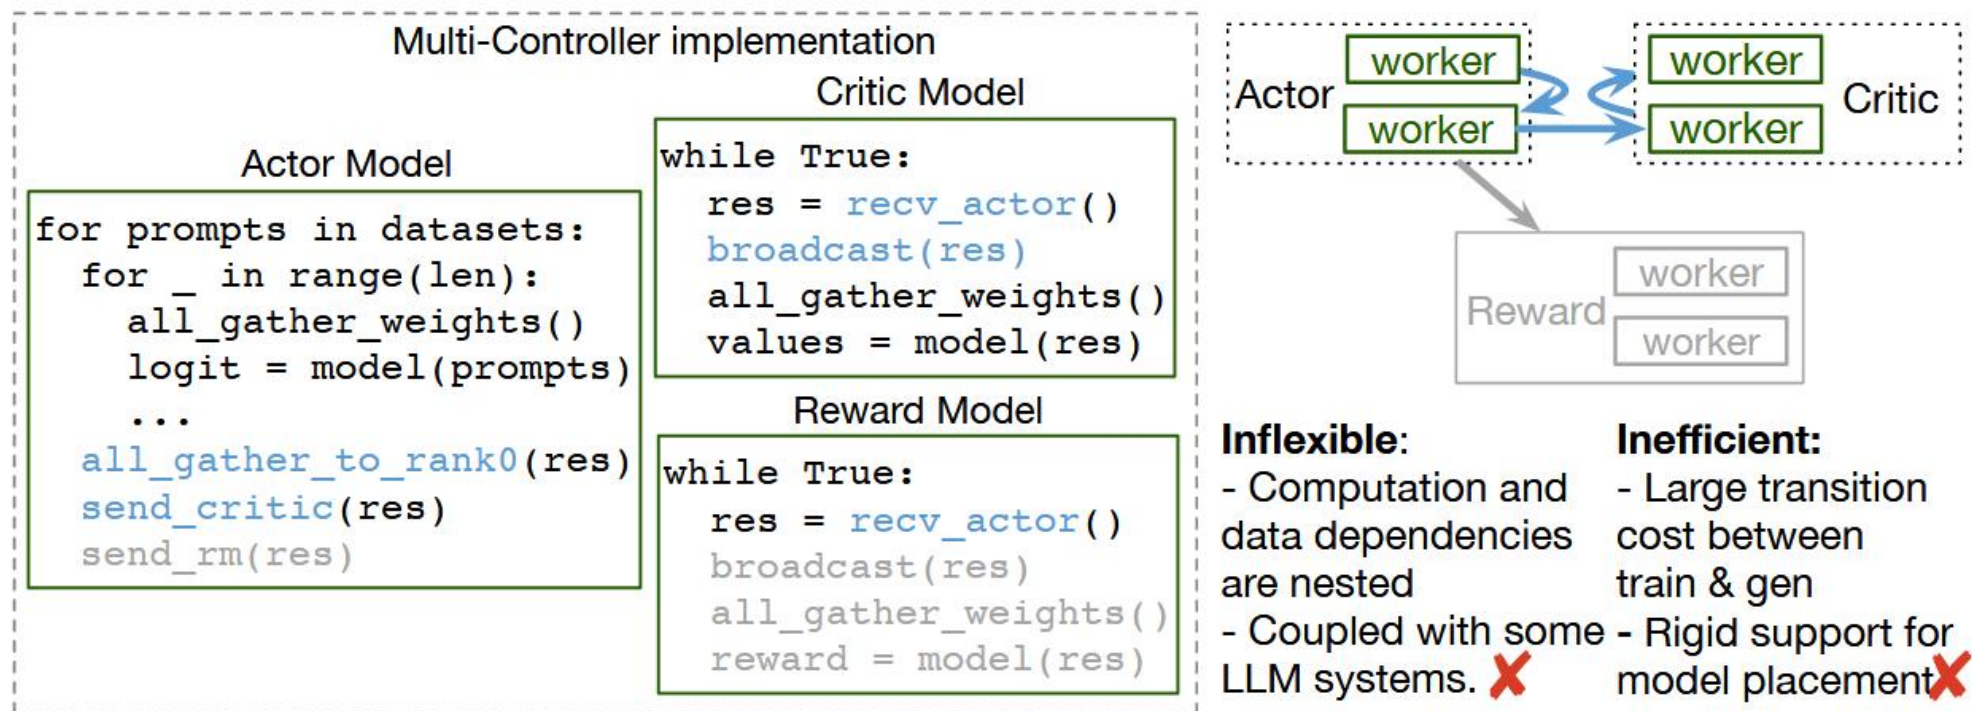 Multi-Controller implementation
Actor Model
for prompts in datasets:
for _ in range(len):
all_gather_weights()
logit = model(prompts)
...
all_gather_to_rank0(res)
send_critic(res)
send_rm(res)
Critic Model
while True:
res = recv_actor()
broadcast(res)
all_gather_weights()
values = model(res)
Reward Model
while True:
res = recv_actor()
broadcast(res)
all_gather_weights()
reward = model(res)
Actor
worker
worker
worker
worker
Critic
Reward
worker
worker
Inflexible:
- Computation and
data dependencies
are nested
- Coupled with some
LLM systems.
Inefficient:
- Large transition
cost between
train & gen
- Rigid support for
model placement